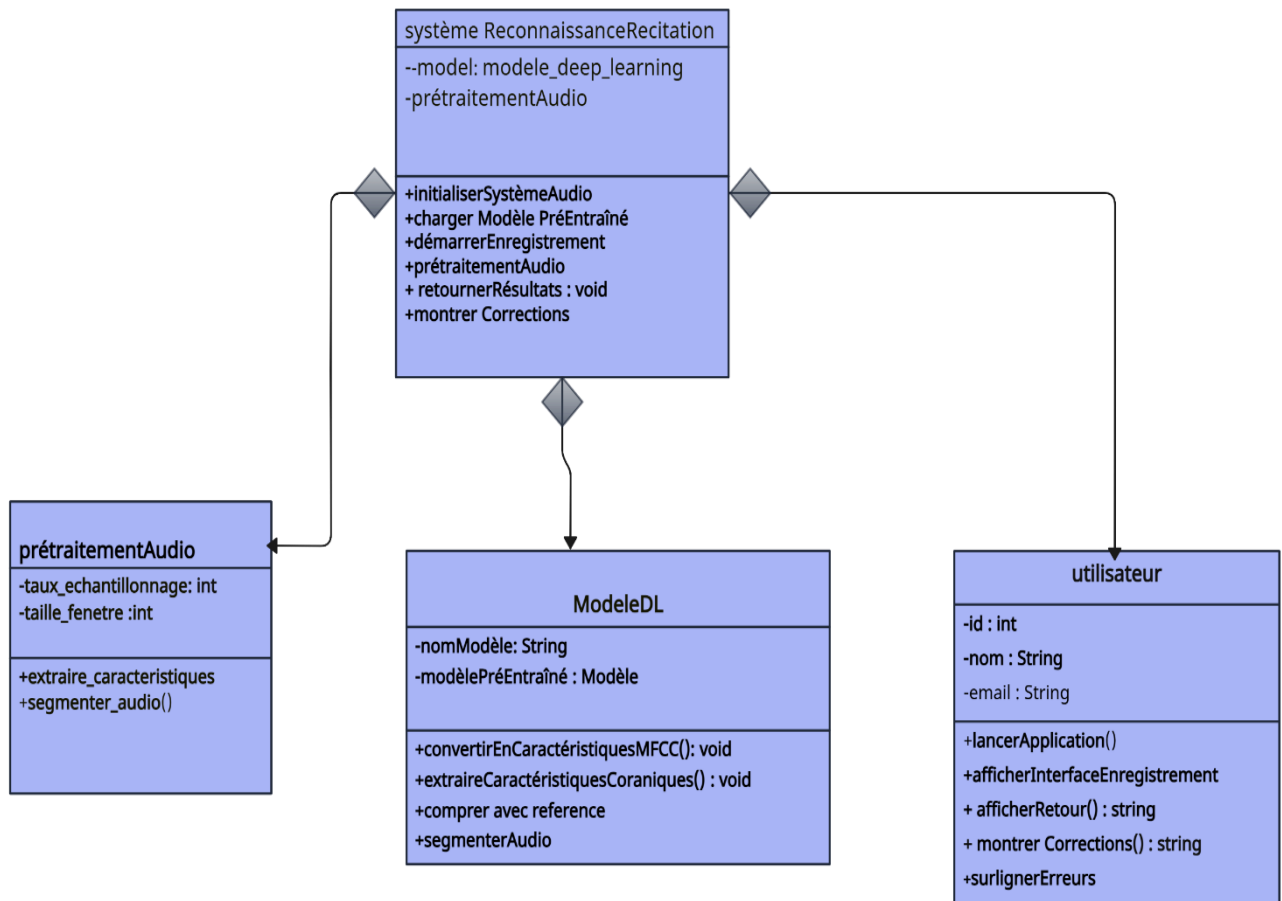 système ReconnaissanceRecitation
--model: modele_deep_learning
-prétraitementAudio
+initialiserSystèmeAudio
+charger Modèle PréEntraîné
+démarrerEnregistrement
+prétraitementAudio
+ retournerRésultats : void
+montrer Corrections
prétraitementAudio
-taux_echantillonnage: int
-taille_fenetre :int
+extraire_caracteristiques
+segmenter_audio()
ModeleDL
-nomModèle: String
-modèlePréEntraîné : Modèle
+convertirEnCaractéristiquesMFCC(): void
+extraireCaractéristiquesCoraniques() : void
+comprer avec reference
+segmenterAudio
utilisateur
-id : int
-nom : String
-email : String
+lancerApplication()
+afficherInterfaceEnregistrement
+ afficherRetour() : string
+ montrer Corrections() : string
+surlignerErreurs